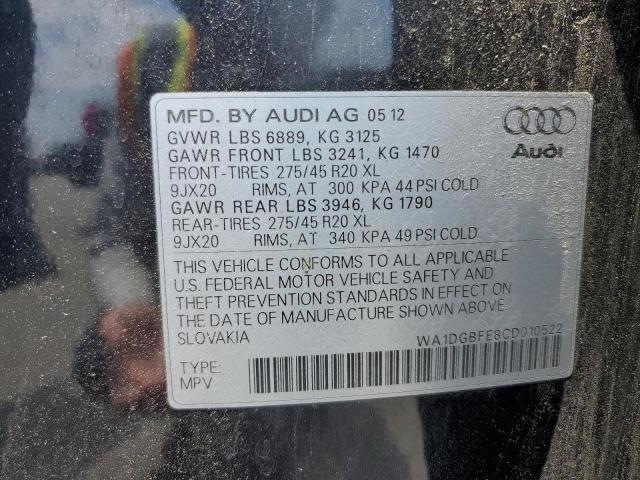 MFD. BY AUDI AG 05 12
GVWR LBS 6889, KG 3125
GAWR FRONT LBS 3241, KG 1470
FRONT-TIRES 275/45 R20 XL
9JX20 RIMS, AT 300 KPA 44 PSI COLD
GAWR REAR LBS 3946, KG 1790
REAR-TIRES 275/45 R20 XL
9JX20 RIMS, AT 340 KPA 49 PSI COLD
Audi
THIS VEHICLE CONFORMS TO ALL APPLICABLE
U.S. FEDERAL MOTOR VEHICLE SAFETY AND
THEFT PREVENTION STANDARDS IN EFFECT ON
THE DATE OF MANUFACTURE SHOWN ABOVE.
SLOVAKIA WA1DGBFE8CD010522
TYPE:
MPV